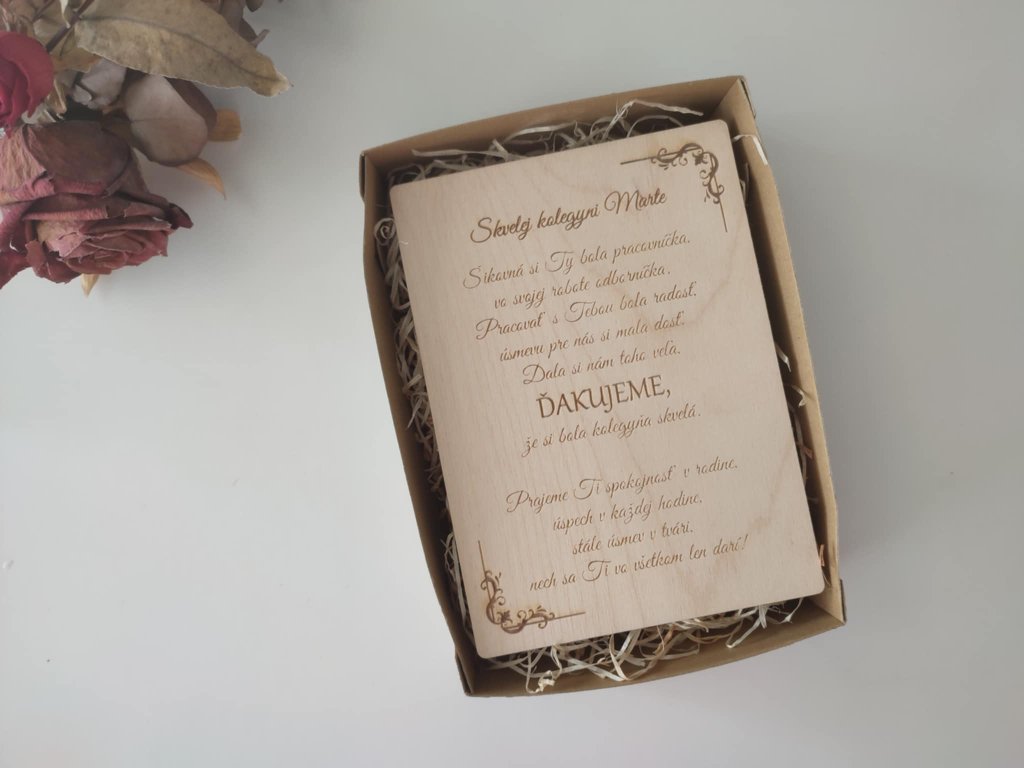 Skvelej kolegyni Marte
Šikovná si Ty bola pracovníčka,
vo svojej robote odborníčka.
Pracovať s Tebou bola radosť,
úsmevu pre nás si mala dosť.
Dala si nám toho veľa,
ĎAKUJEME,
že si bola kolegyňa skvelá.
Prajeme Ti spokojnosť v rodine,
úspech v každej hodine,
stále úsmev v tvári,
nech sa Ti vo všetkom len darí!